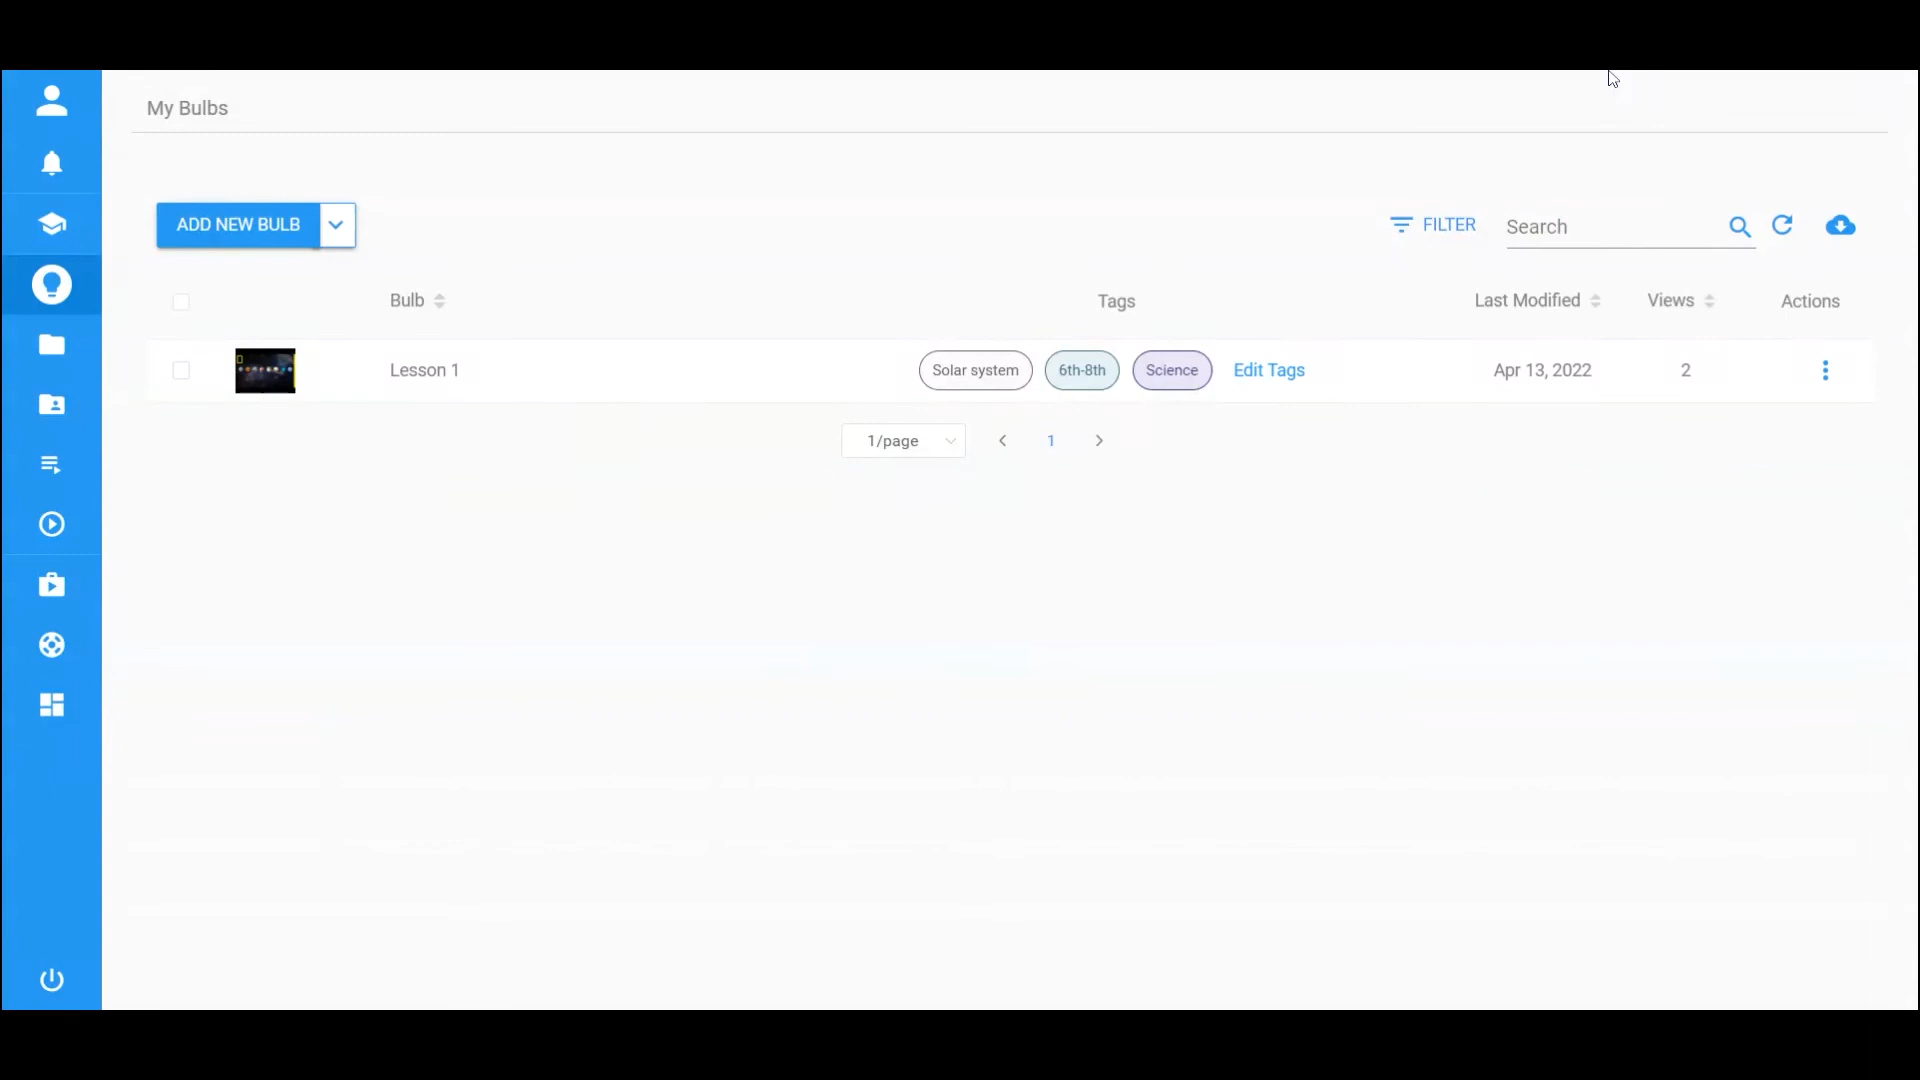 My Bulbs
ADD NEW BULB
FILTER
Search
Bulb
Tags
Last Modified
Views
Actions
Lesson 1
Solar system
6th-8th
Science
Edit Tags
Apr 13, 2022
2
1/page
1